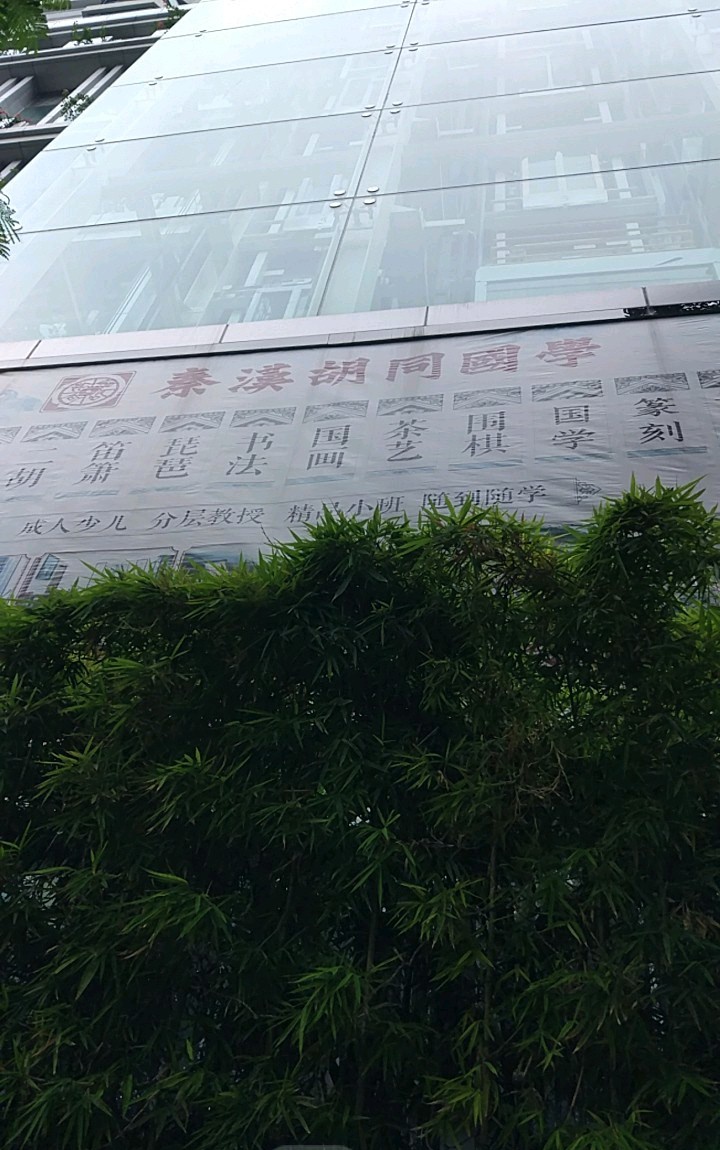 秦漢胡同國學
二胡 笛箫 琵琶 书法 国画 茶艺 围棋 国学 篆刻
成人少儿 分层教授 精品小班 随到随学